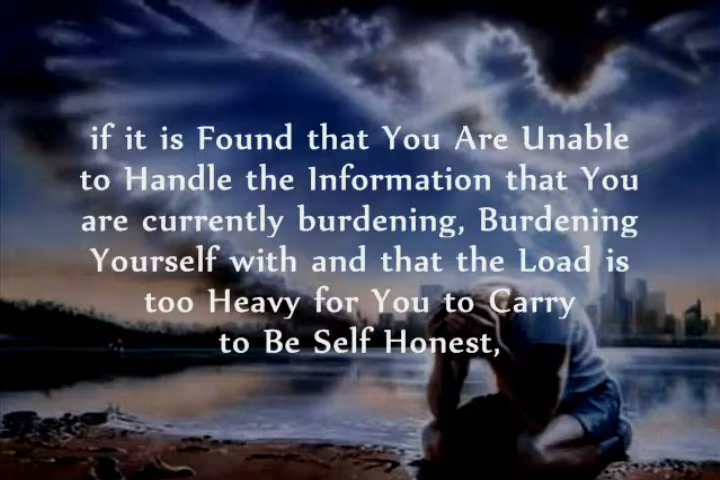 if it is Found that You Are Unable
to Handle the Information that You
are currently burdening, Burdening
Yourself with and that the Load is
too Heavy for You to Carry
to Be Self Honest,